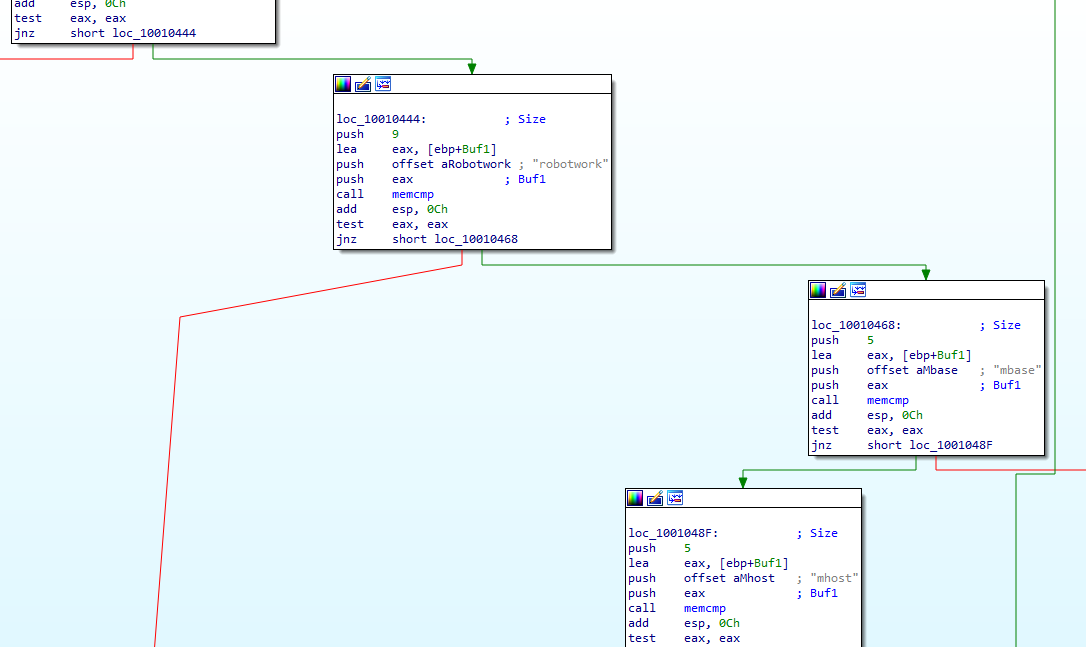 add esp, 0Ch
test eax, eax
jnz short loc_10010444
loc_10010444: ; Size
push 9
lea eax, [ebp+Buf1]
push offset aRobotwork ; "robotwork"
push eax ; Buf1
call memcmp
add esp, 0Ch
test eax, eax
jnz short loc_10010468
loc_10010468: ; Size
push 5
lea eax, [ebp+Buf1]
push offset aMbase ; "mbase"
push eax ; Buf1
call memcmp
add esp, 0Ch
test eax, eax
jnz short loc_1001048F
loc_1001048F: ; Size
push 5
lea eax, [ebp+Buf1]
push offset aMhost ; "mhost"
push eax ; Buf1
call memcmp
add esp, 0Ch
test eax, eax